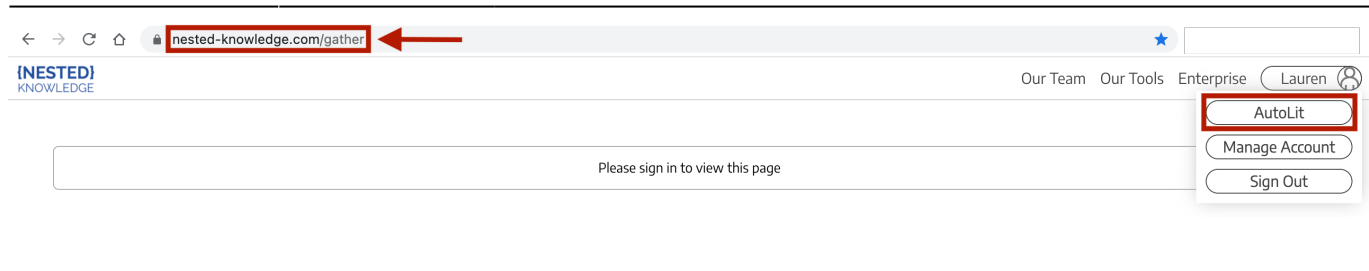 nested-knowledge.com/gather
{NESTED}
KNOWLEDGE
Our Team Our Tools Enterprise Lauren
AutoLit
Manage Account
Please sign in to view this page
Sign Out